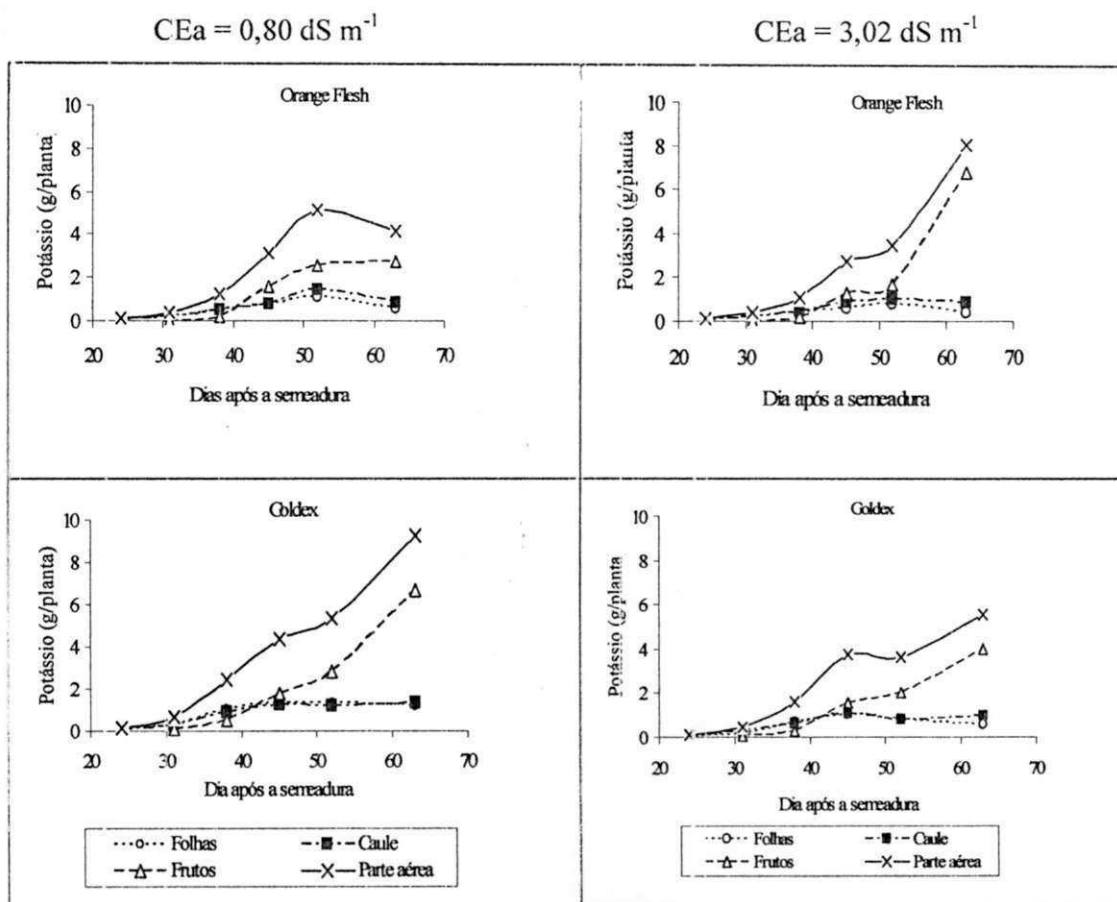 CEa = 0,80 dS m⁻¹
CEa = 3,02 dS m⁻¹
Orange Flesh
Potássio (g/planta)
10
8
6
4
2
0
20 30 40 50 60 70
Dias após a semeadura
Orange Flesh
Potássio (g/planta
10
8
6
4
2
0
20 30 40 50 60 70
Dia após a semeadura
Goldex
Potássio (g/planta)
10
8
6
4
2
0
20 30 40 50 60 70
Dia após a semeadura
Folhas Caule
Frutos Parte aérea
Goldex
Potássio (g/planta
10
8
6
4
2
0
20 30 40 50 60 70
Dia após a semeadura
Folhas Caule
Frutos Parte aérea